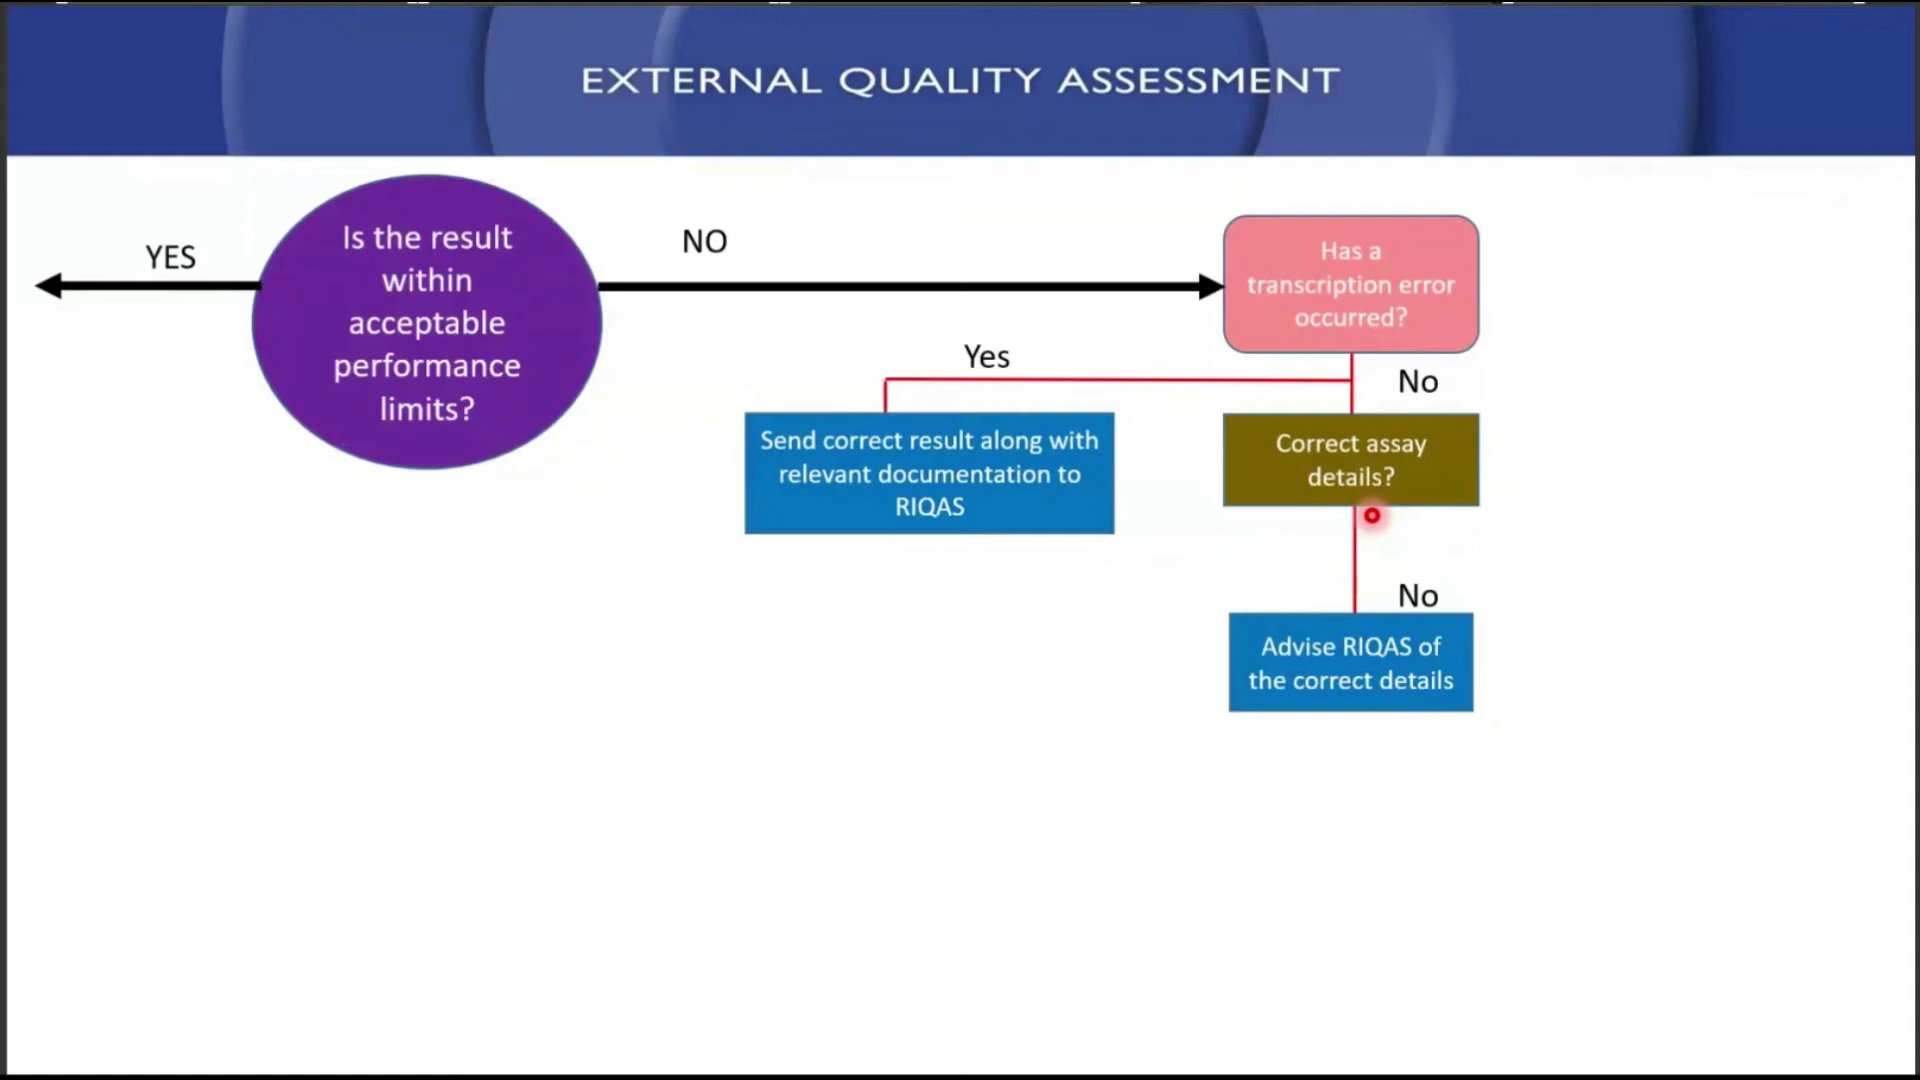 EXTERNAL QUALITY ASSESSMENT
YES
Is the result
within
acceptable
performance
limits?
NO
Has a
transcription error
occurred?
Yes
No
Send correct result along with
relevant documentation to
RIQAS
Correct assay
details?
No
Advise RIQAS of
the correct details